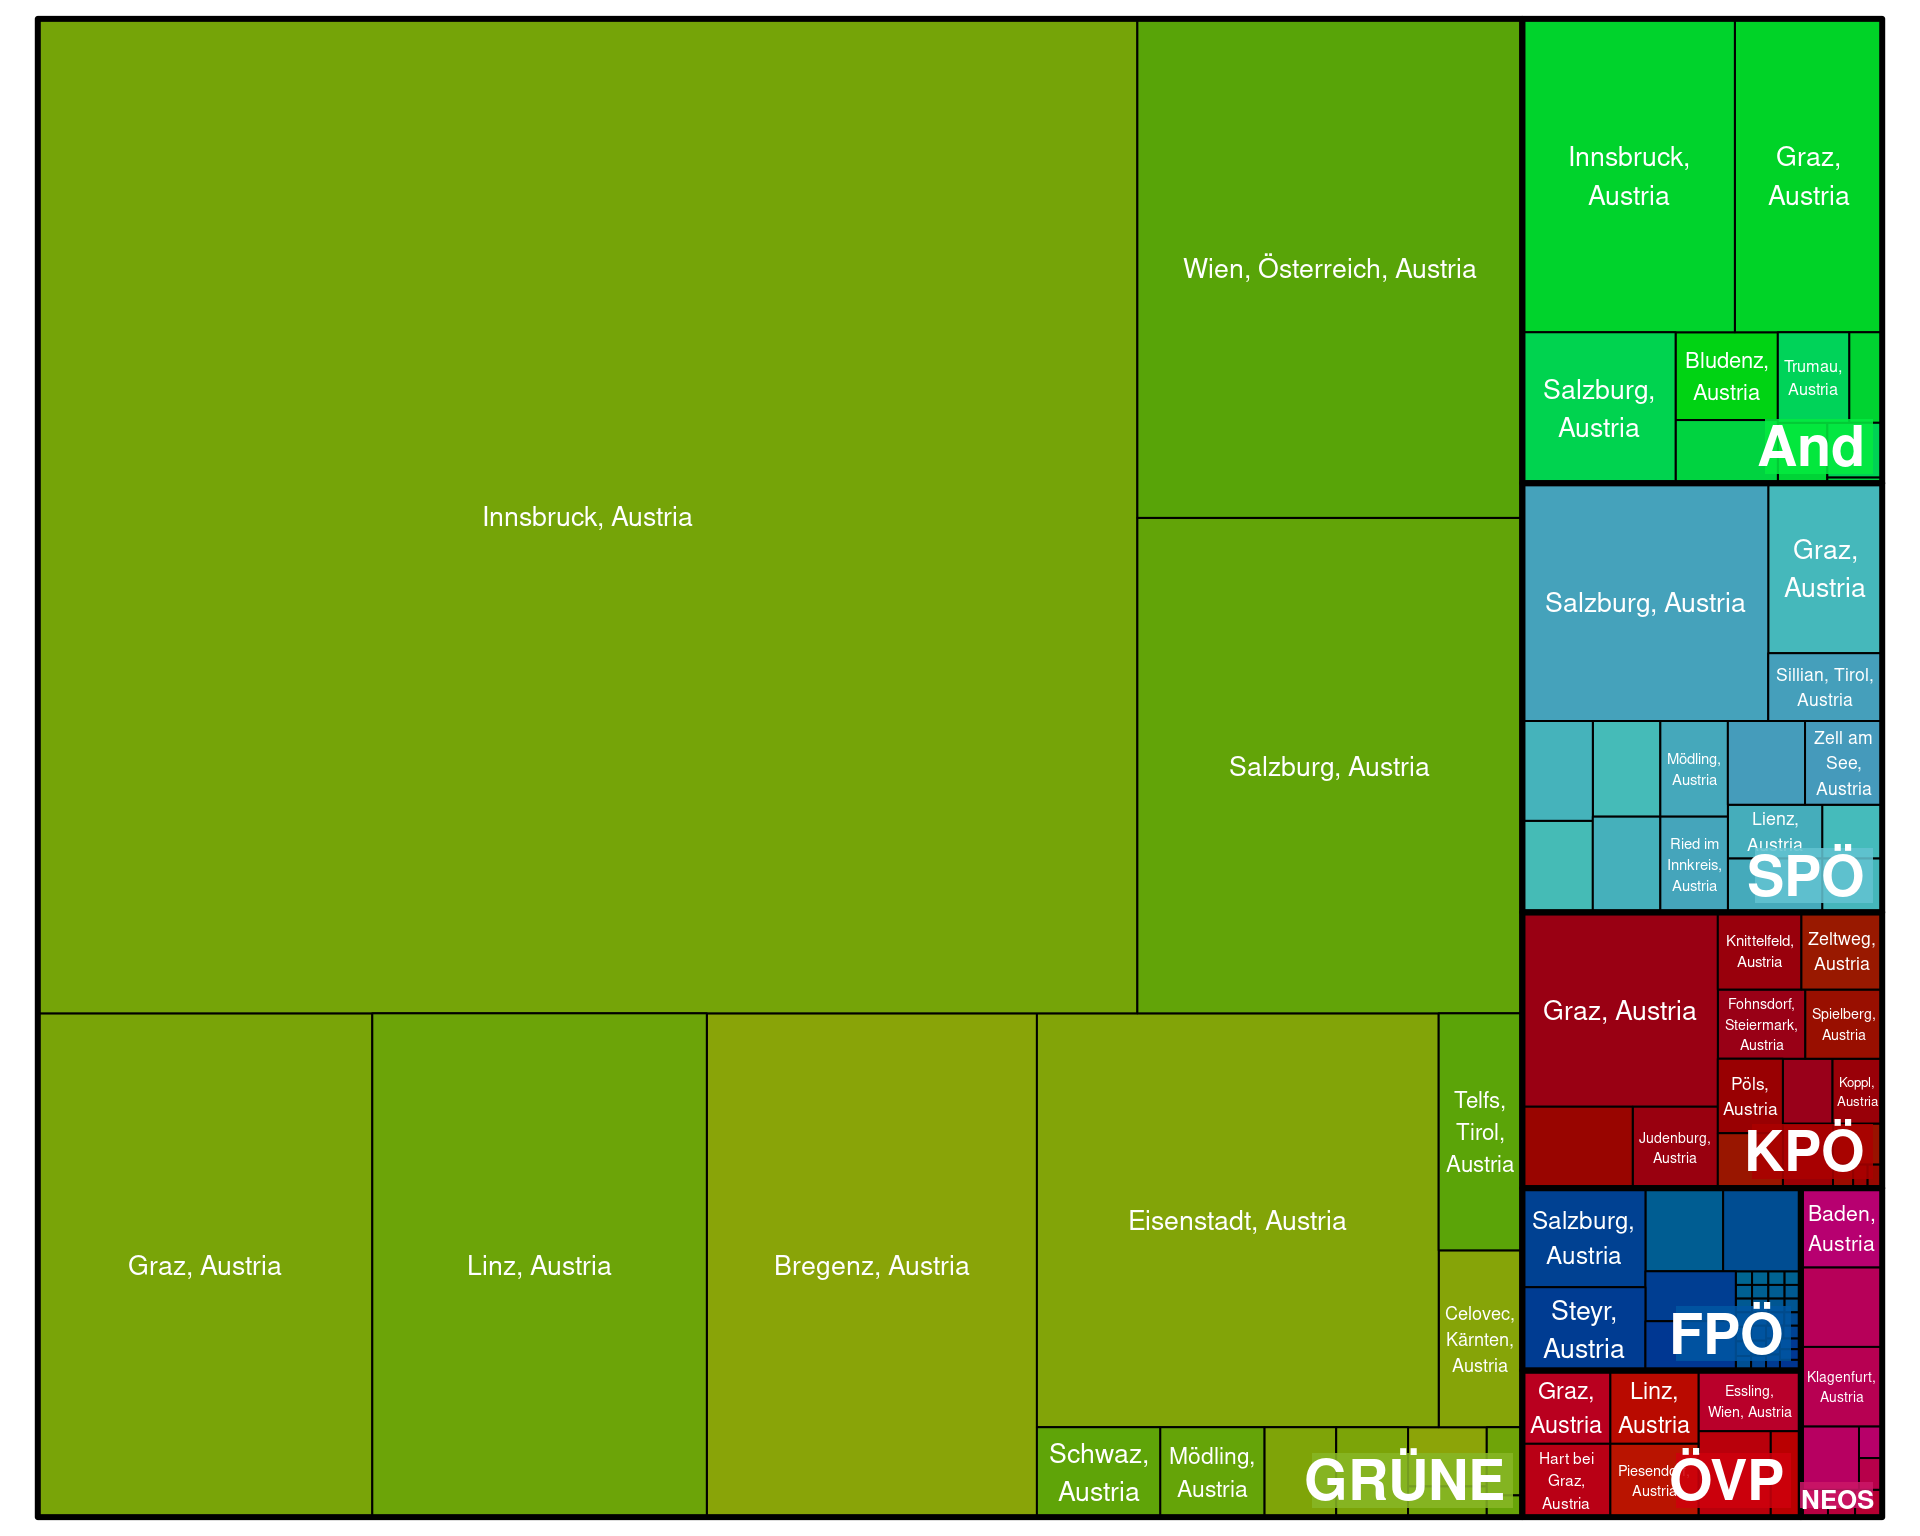 Innsbruck, Austria
Wien, Österreich, Austria
Salzburg, Austria
Graz, Austria
Linz, Austria
Bregenz, Austria
Eisenstadt, Austria
Telfs,
Tirol,
Austria
Celovec,
Kärnten,
Austria
Schwaz,
Austria
Mödling,
Austria
GRÜNE
Innsbruck,
Austria
Graz,
Austria
Salzburg,
Austria
Bludenz,
Austria
Trumau,
Austria
And
Salzburg, Austria
Graz,
Austria
Sillian, Tirol,
Austria
Mödling,
Austria
Zell am
See,
Austria
Ried im
Innkreis,
Austria
Lienz,
Austria
SPÖ
Graz, Austria
Knittelfeld,
Austria
Zeltweg,
Austria
Fohnsdorf,
Steiermark,
Austria
Spielberg,
Austria
Pöls,
Austria
Koppl,
Austria
Judenburg,
Austria
KPÖ
Salzburg,
Austria
Steyr,
Austria
FPÖ
Baden,
Austria
Klagenfurt,
Austria
NEOS
Graz,
Austria
Linz,
Austria
Essling,
Wien, Austria
Hart bei
Graz,
Austria
Piesendorf,
Austria
ÖVP